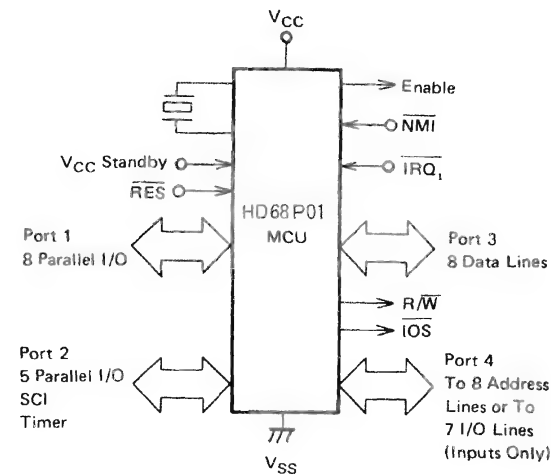 VCC
Enable
NMI
VCC Standby
IRQ1
RES
HD68P01
MCU
Port 1
8 Parallel I/O
Port 3
8 Data Lines
R/W
IOS
Port 2
5 Parallel I/O
SCI
Timer
Port 4
To 8 Address
Lines or To
7 I/O Lines
(Inputs Only)
VSS